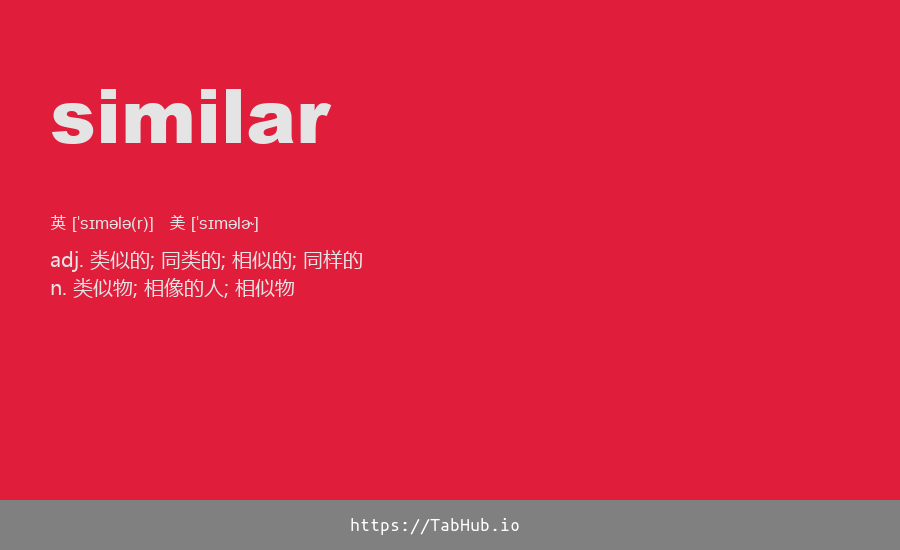 similar
英 [ˈsɪmələ(r)] 美 [ˈsɪmələ˞]
adj. 类似的; 同类的; 相似的; 同样的
n. 类似物; 相像的人; 相似物
https://TabHub.io